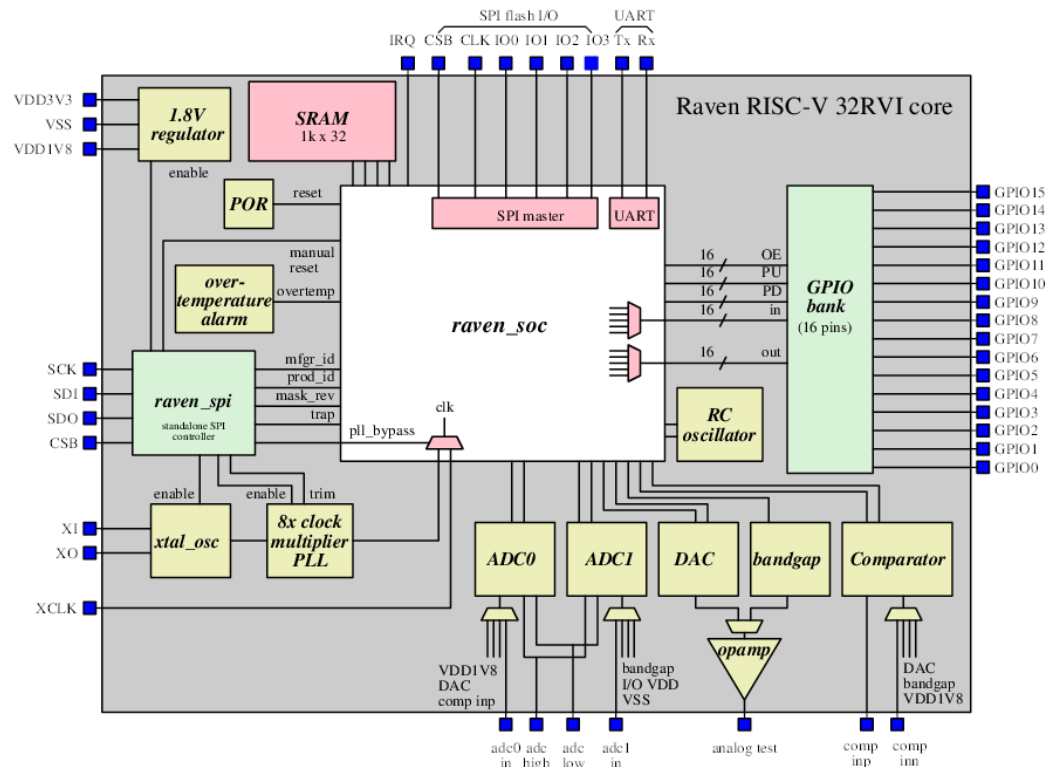 SPI flash I/O
UART
IRQ CSB CLK IO0 IO1 IO2 IO3 Tx Rx
Raven RISC-V 32RVI core
VDD3V3
VSS
VDD1V8
1.8V
regulator
enable
SRAM
1k x 32
POR
reset
manual
reset
over-
temperature
alarm
overtemp
SPI master
UART
raven_soc
16 OE
16 PU
16 PD
16 in
16 out
GPIO
bank
(16 pins)
GPIO15
GPIO14
GPIO13
GPIO12
GPIO11
GPIO10
GPIO9
GPIO8
GPIO7
GPIO6
GPIO5
GPIO4
GPIO3
GPIO2
GPIO1
GPIO0
SCK
SDI
SDO
CSB
raven_spi
standalone SPI
controller
mfgr_id
prod_id
mask_rev
trap
pll_bypass
clk
RC
oscillator
enable
enable
trim
XI
XO
XCLK
xtal_osc
8x clock
multiplier
PLL
ADC0
ADC1
DAC
bandgap
Comparator
opamp
VDD1V8
DAC
comp inp
bandgap
I/O VDD
VSS
DAC
bandgap
VDD1V8
adc0
in
adc
high
adc
low
adc1
in
analog test
comp
inp
comp
inn